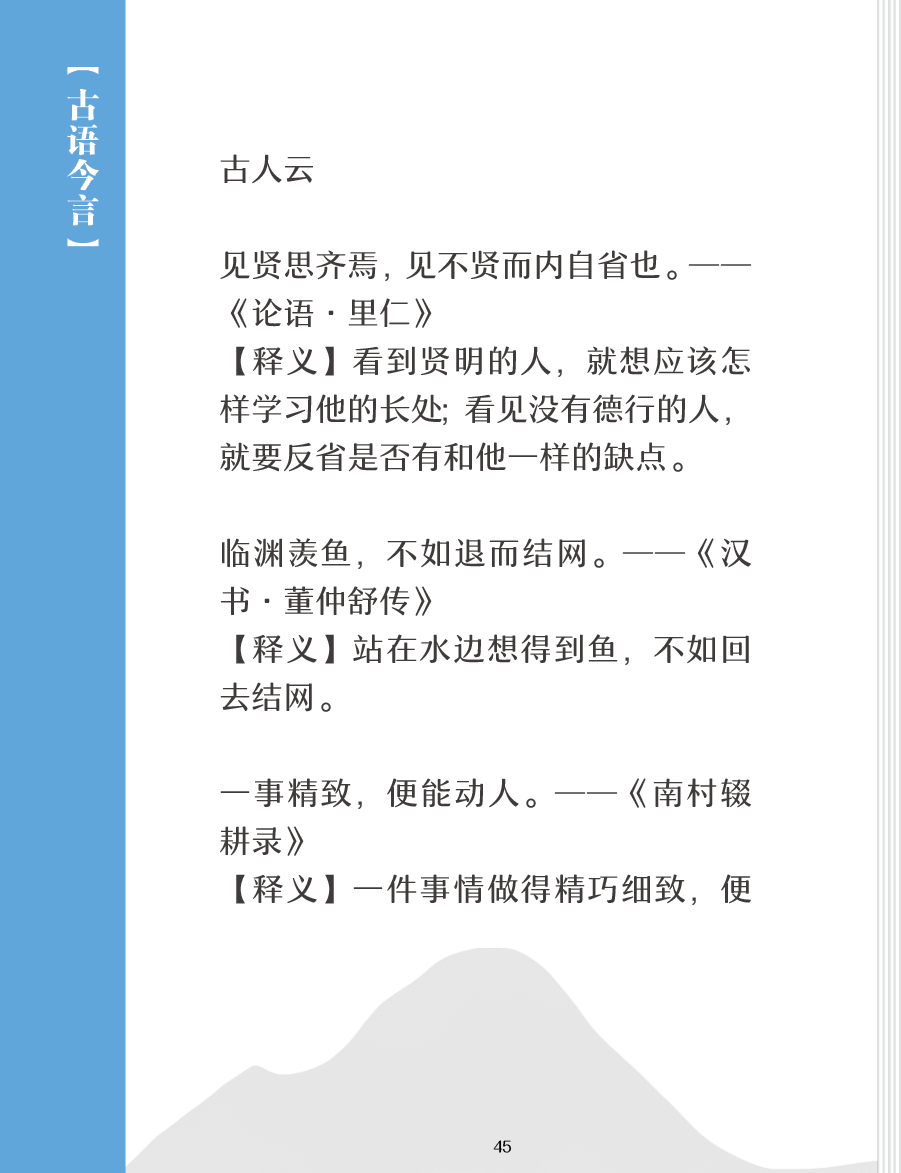 【古语今言】
古人云
见贤思齐焉，见不贤而内自省也。——
《论语·里仁》
【释义】看到贤明的人，就想应该怎
样学习他的长处；看见没有德行的人，
就要反省是否有和他一样的缺点。
临渊羡鱼，不如退而结网。——《汉
书·董仲舒传》
【释义】站在水边想得到鱼，不如回
去结网。
一事精致，便能动人。——《南村辍
耕录》
【释义】一件事情做得精巧细致，便
45